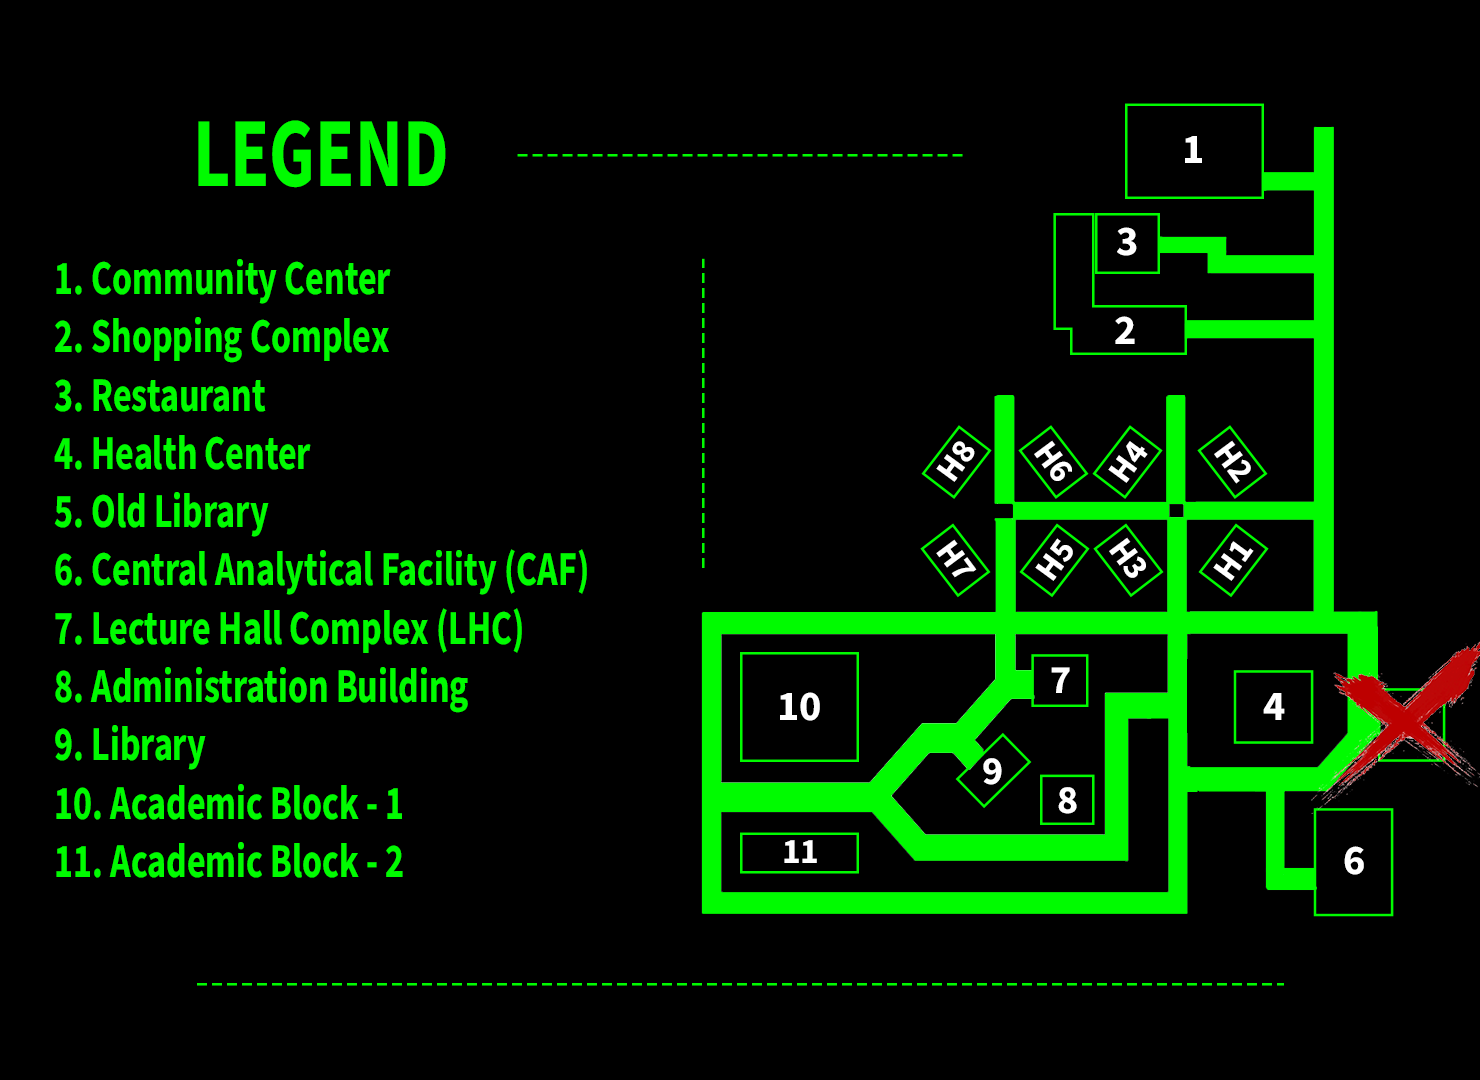 LEGEND
1. Community Center
2. Shopping Complex
3. Restaurant
4. Health Center
5. Old Library
6. Central Analytical Facility (CAF)
7. Lecture Hall Complex (LHC)
8. Administration Building
9. Library
10. Academic Block - 1
11. Academic Block - 2
1
3
2
H8
H6
H4
H2
H7
H5
H3
H1
10
7
4
9
8
11
6